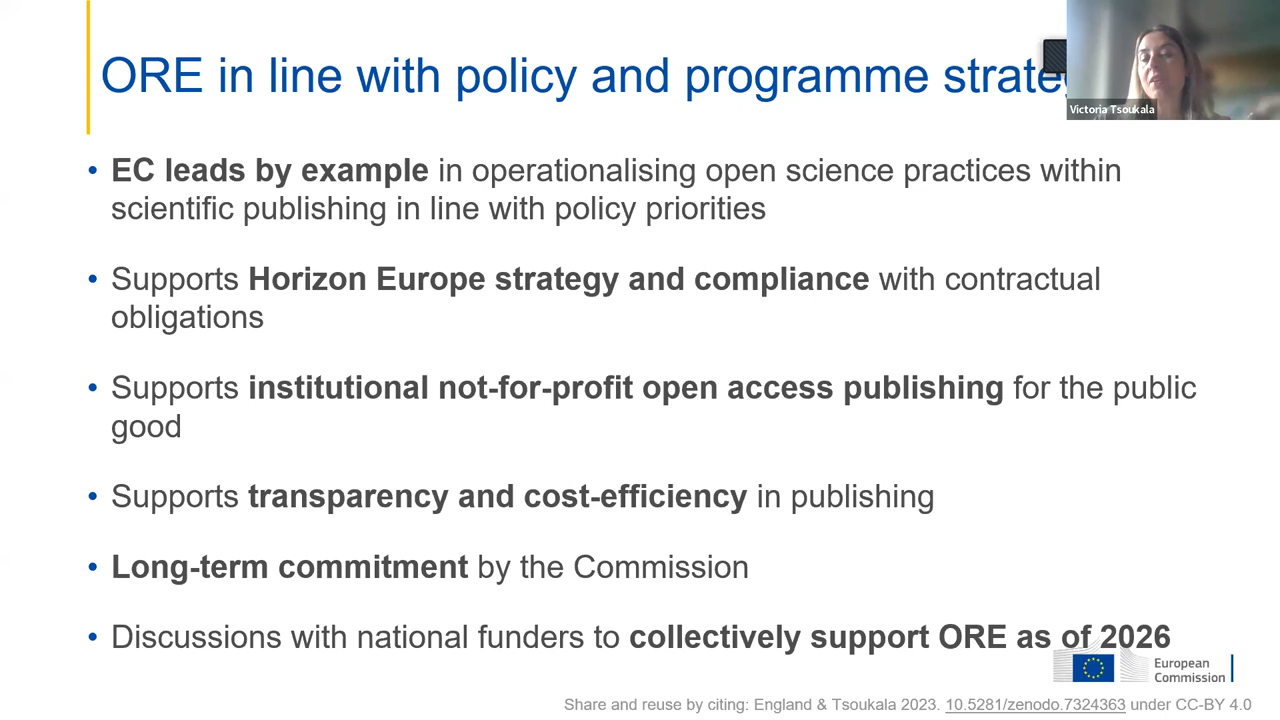 ORE in line with policy and programme strate
Victoria Tsoukala
• EC leads by example in operationalising open science practices within
scientific publishing in line with policy priorities
• Supports Horizon Europe strategy and compliance with contractual
obligations
• Supports institutional not-for-profit open access publishing for the public
good
• Supports transparency and cost-efficiency in publishing
• Long-term commitment by the Commission
• Discussions with national funders to collectively support ORE as of 2026
European
Commission
Share and reuse by citing: England & Tsoukala 2023. 10.5281/zenodo.7324363 under CC-BY 4.0